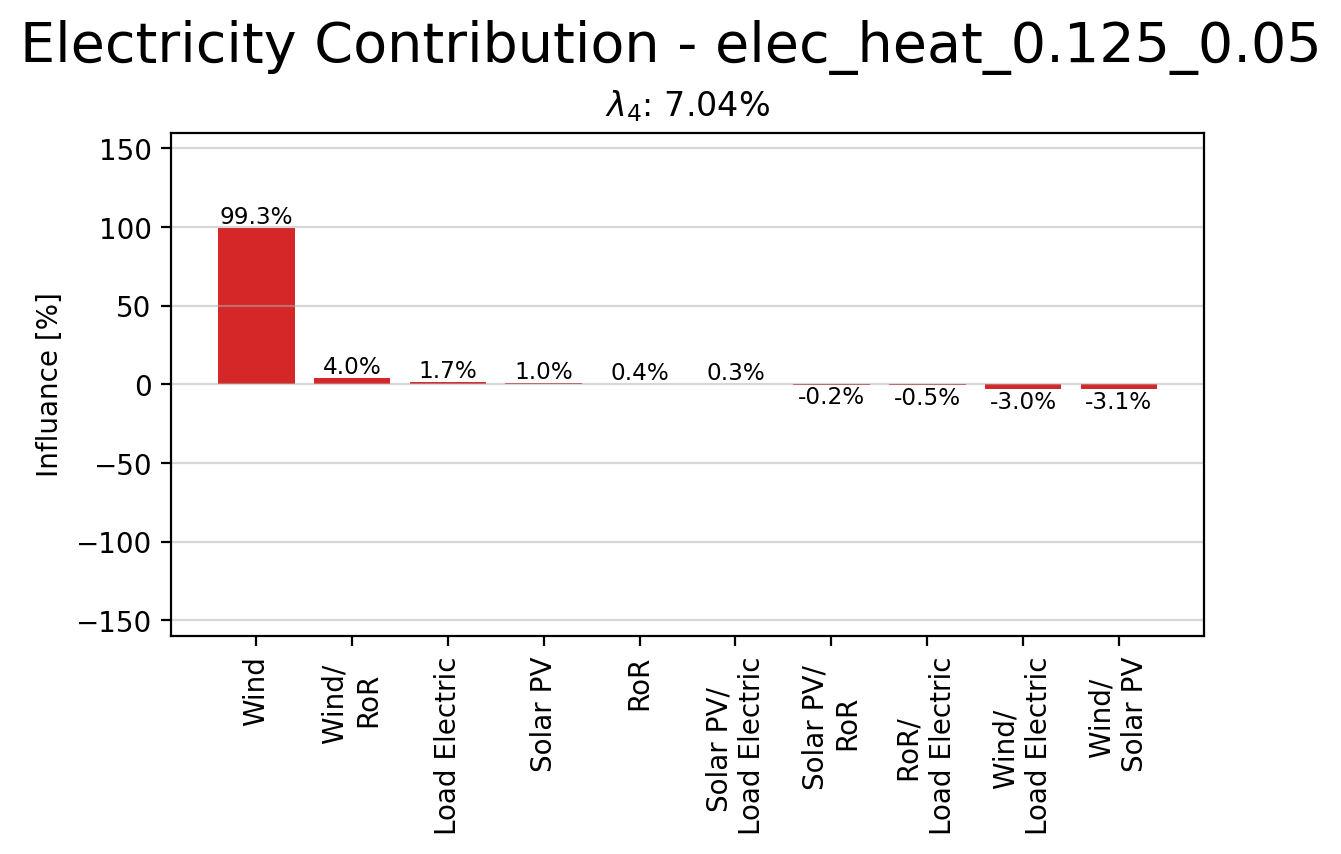 Electricity Contribution - elec_heat_0.125_0.05
λ4: 7.04%
Influance [%]
150
100
50
0
−50
−100
−150
99.3%
4.0%
1.7%
1.0%
0.4%
0.3%
-0.2%
-0.5%
-3.0%
-3.1%
Wind
Wind/
RoR
Load Electric
Solar PV
RoR
Solar PV/
Load Electric
Solar PV/
RoR
RoR/
Load Electric
Wind/
Load Electric
Wind/
Solar PV